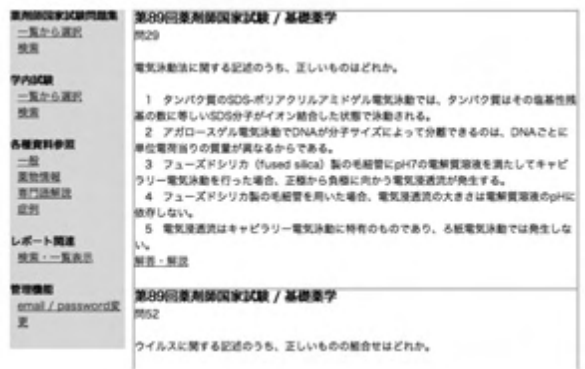 薬剤師国家試験問題集
一覧から選択
検索
学内試験
一覧から選択
検索
各種資料参照
一般
薬物情報
専門語解説
症例
レポート関連
検索・一覧表示
管理機能
email / password変
更
第89回薬剤師国家試験 / 基礎薬学
問29
電気泳動法に関する記述のうち、正しいものはどれか。
1 タンパク質のSDS-ポリアクリルアミドゲル電気泳動では、タンパク質はその塩基性残
基の数に等しいSDS分子がイオン結合した状態で泳動される。
2 アガロースゲル電気泳動でDNAが分子サイズによって分離できるのは、DNAごとに
単位電荷当りの質量が異なるからである。
3 フューズドシリカ (fused silica) 製の毛細管にpH7の電解質溶液を満たしてキャピ
ラリー電気泳動を行った場合、正極から負極に向かう電気浸透流が発生する。
4 フューズドシリカ製の毛細管を用いた場合、電気浸透流の大きさは電解質溶液のpHに
依存しない。
5 電気浸透流はキャピラリー電気泳動に特有のものであり、ろ紙電気泳動では発生しな
い。
解答・解説
第89回薬剤師国家試験 / 基礎薬学
問52
ウイルスに関する記述のうち、正しいものの組合せはどれか。